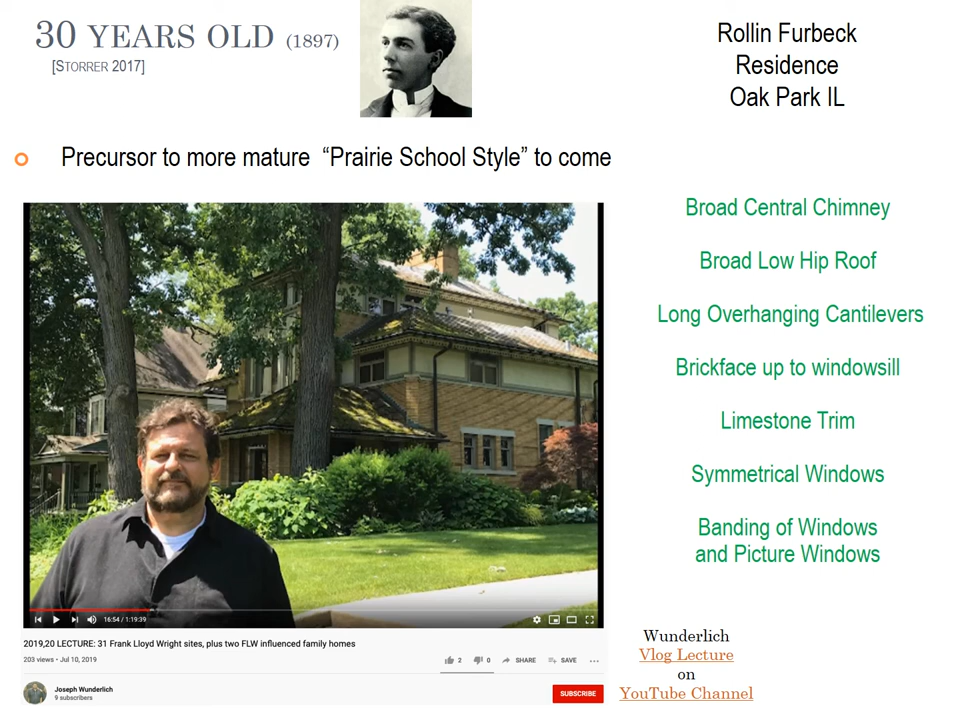 30 YEARS OLD (1897)
[STORRER 2017]
Rollin Furbeck
Residence
Oak Park IL
Precursor to more mature “Prairie School Style” to come
Broad Central Chimney
Broad Low Hip Roof
Long Overhanging Cantilevers
Brickface up to windowsill
Limestone Trim
Symmetrical Windows
Banding of Windows
and Picture Windows
16:54 / 1:19:39
2019,20 LECTURE: 31 Frank Lloyd Wright sites, plus two FLW influenced family homes
203 views • Jul 10, 2019
2
0
SHARE
SAVE
Joseph Wunderlich
9 subscribers
SUBSCRIBE
Wunderlich
Vlog Lecture
on
YouTube Channel